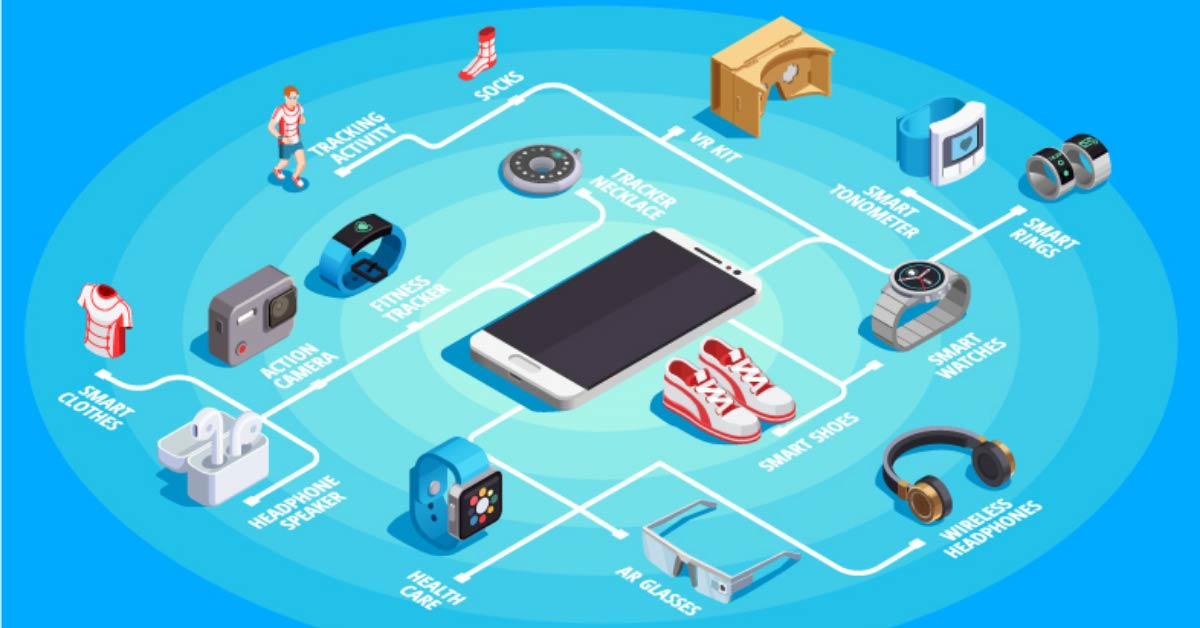 SOCKS
TRACKING
ACTIVITY
VR KIT
TRACKER
NECKLACE
SMART
TONOMETER
SMART
RINGS
FITNESS
TRACKER
ACTION
CAMERA
SMART
WATCHES
SMART
CLOTHES
SMART SHOES
HEADPHONE
SPEAKER
WIRELESS
HEADPHONES
HEALTH
CARE
AR GLASSES